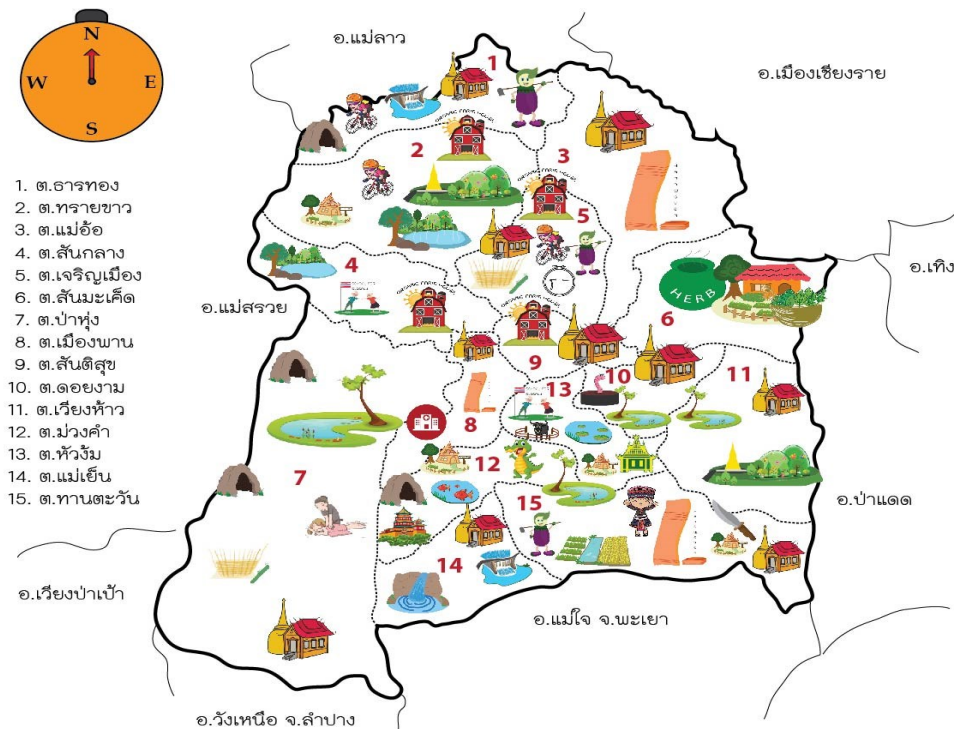 N
W E
S
อ.แม่ลาว
อ.เมืองเชียงราย
อ.เทิง
อ.แม่สรวย
อ.ป่าแดด
อ.เวียงป่าเป้า
อ.แม่ใจ จ.พะเยา
อ.วังเหนือ จ.ลำปาง
1. ต.ธารทอง
2. ต.ทรายขาว
3. ต.แม่อ้อ
4. ต.สันกลาง
5. ต.เจริญเมือง
6. ต.สันมะเค็ด
7. ต.ป่าหุ่ง
8. ต.เมืองพาน
9. ต.สันติสุข
10. ต.ดอยงาม
11. ต.เวียงห้าว
12. ต.ม่วงคำ
13. ต.หัวง้ม
14. ต.แม่เย็น
15. ต.ทานตะวัน
1
2
3
5
4
6
HERB
9
13
10
11
8
12
7
15
14